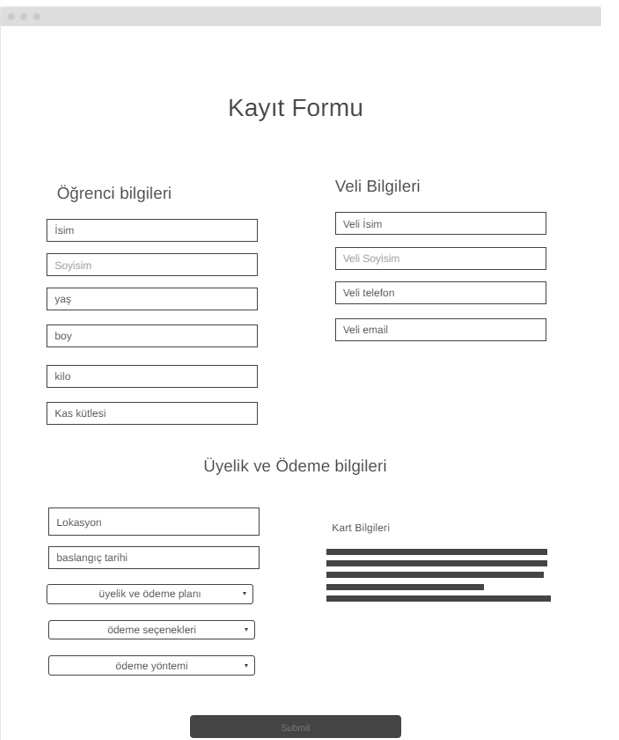 Kayıt Formu
Öğrenci bilgileri
İsim
Soyisim
yaş
boy
kilo
Kas kütlesi
Veli Bilgileri
Veli İsim
Veli Soyisim
Veli telefon
Veli email
Üyelik ve Ödeme bilgileri
Lokasyon
baslangıç tarihi
üyelik ve ödeme planı
ödeme seçenekleri
ödeme yöntemi
Kart Bilgileri
Submit